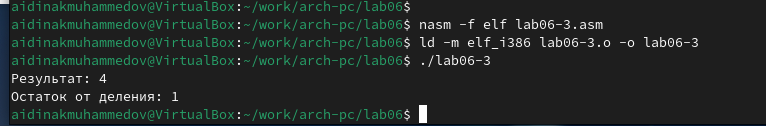 aidinakmuhammedov@VirtualBox:~/work/arch-pc/lab06$
aidinakmuhammedov@VirtualBox:~/work/arch-pc/lab06$ nasm -f elf lab06-3.asm
aidinakmuhammedov@VirtualBox:~/work/arch-pc/lab06$ ld -m elf_i386 lab06-3.o -o lab06-3
aidinakmuhammedov@VirtualBox:~/work/arch-pc/lab06$ ./lab06-3
Результат: 4
Остаток от деления: 1
aidinakmuhammedov@VirtualBox:~/work/arch-pc/lab06$